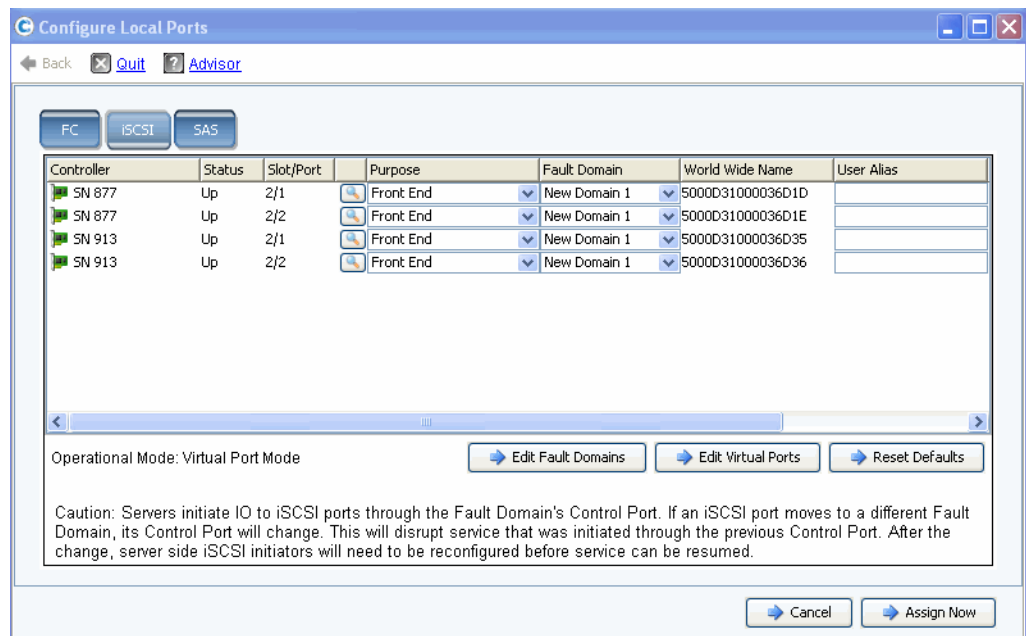 Configure Local Ports
Back Quit Advisor
FC iSCSI SAS
Controller Status Slot/Port Purpose Fault Domain World Wide Name User Alias
SN 877 Up 2/1 Front End New Domain 1 5000D31000036D1D
SN 877 Up 2/2 Front End New Domain 1 5000D31000036D1E
SN 913 Up 2/1 Front End New Domain 1 5000D31000036D35
SN 913 Up 2/2 Front End New Domain 1 5000D31000036D36
Operational Mode: Virtual Port Mode Edit Fault Domains Edit Virtual Ports Reset Defaults
Caution: Servers initiate IO to iSCSI ports through the Fault Domain's Control Port. If an iSCSI port moves to a different Fault
Domain, its Control Port will change. This will disrupt service that was initiated through the previous Control Port. After the
change, server side iSCSI initiators will need to be reconfigured before service can be resumed.
Cancel Assign Now